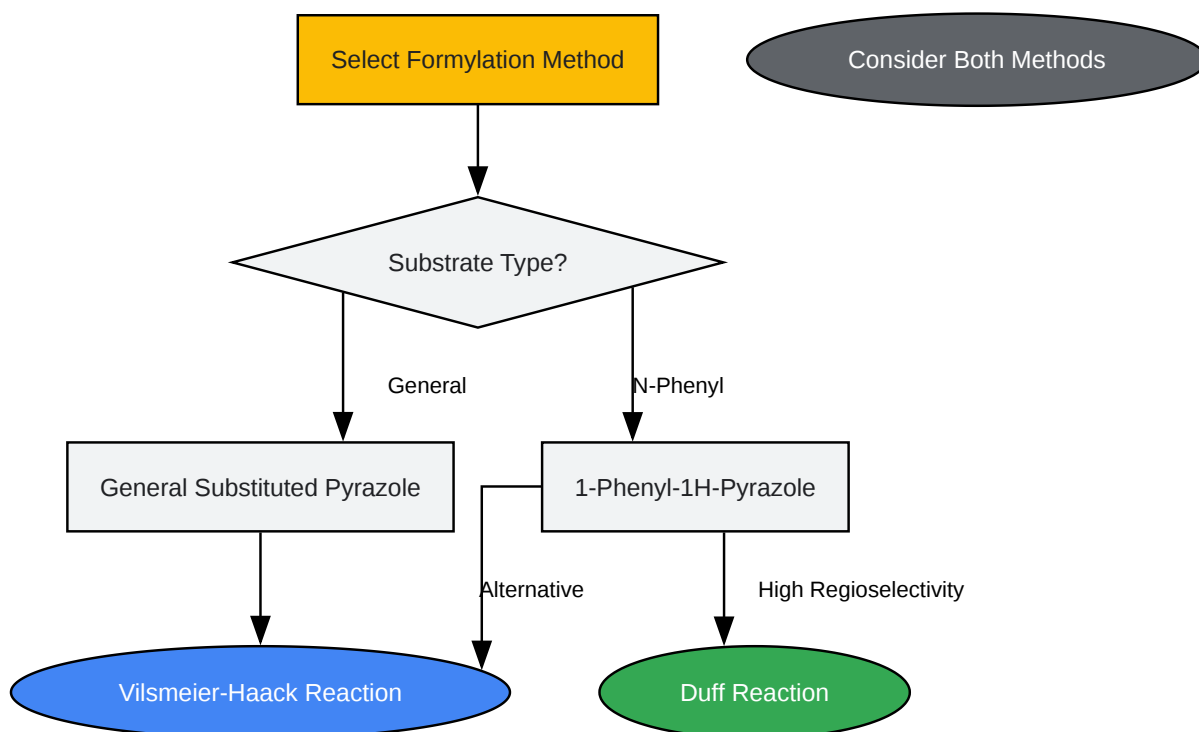 Select Formylation Method
Consider Both Methods
Substrate Type?
General
N-Phenyl
General Substituted Pyrazole
1-Phenyl-1H-Pyrazole
Alternative
High Regioselectivity
Vilsmeier-Haack Reaction
Duff Reaction